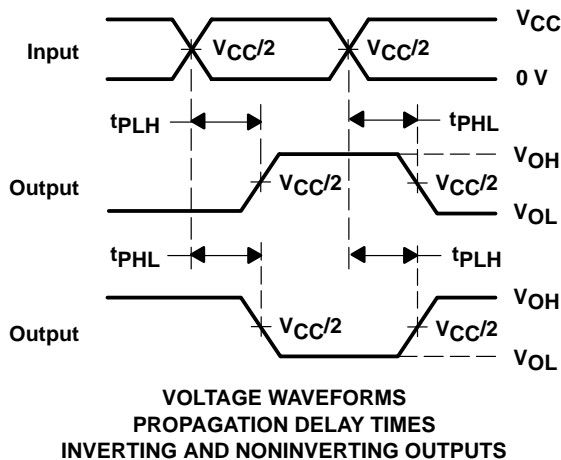 VCC
Input VCC/2 VCC/2
0 V
tPLH tPHL
VOH
Output VCC/2 VCC/2
VOL
tPHL tPLH
VOH
Output VCC/2 VCC/2
VOL
VOLTAGE WAVEFORMS
PROPAGATION DELAY TIMES
INVERTING AND NONINVERTING OUTPUTS